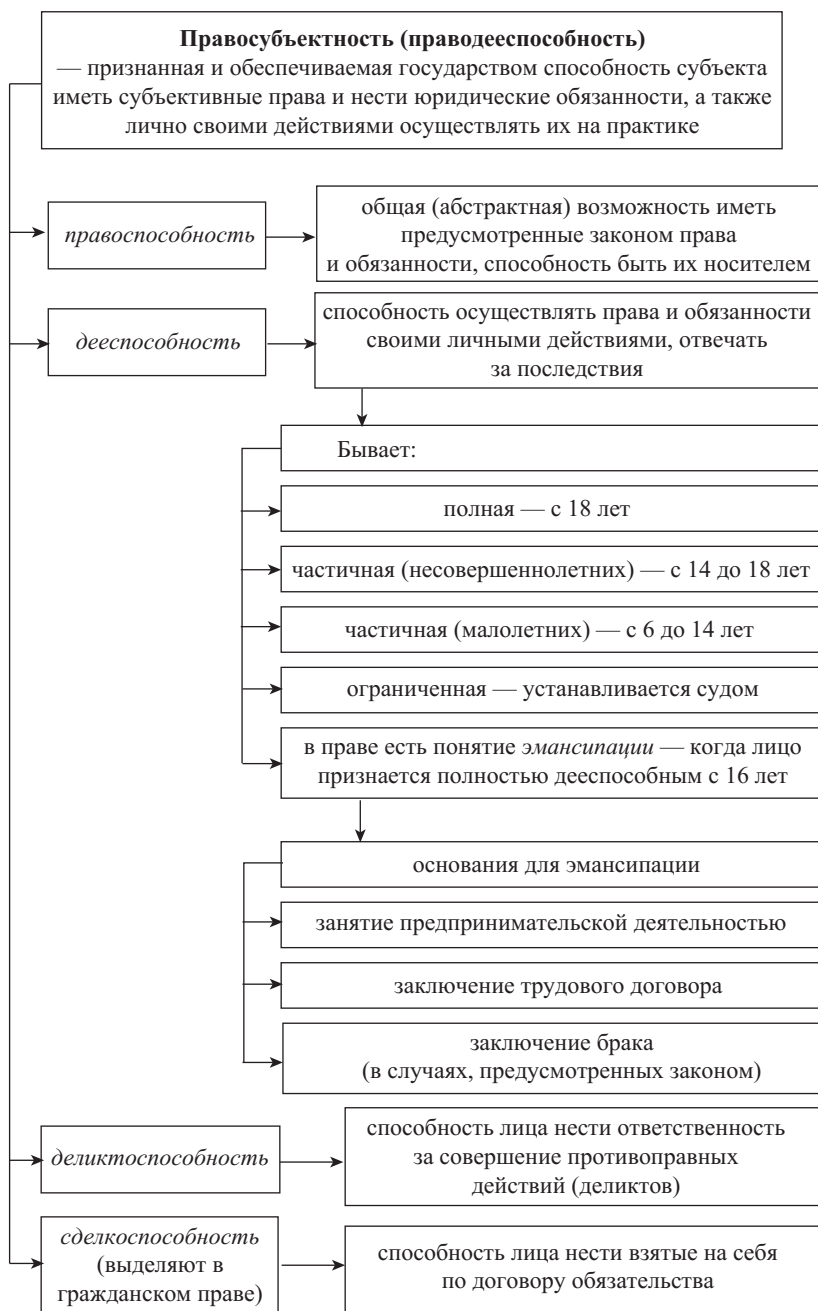 Правосубъектность (праводееспособность)
— признанная и обеспечиваемая государством способность субъекта
иметь субъективные права и нести юридические обязанности, а также
лично своими действиями осуществлять их на практике
правоспособность
общая (абстрактная) возможность иметь
предусмотренные законом права
и обязанности, способность быть их носителем
дееспособность
способность осуществлять права и обязанности
своими личными действиями, отвечать
за последствия
Бывает:
полная — с 18 лет
частичная (несовершеннолетних) — с 14 до 18 лет
частичная (малолетних) — с 6 до 14 лет
ограниченная — устанавливается судом
в праве есть понятие эмансипации — когда лицо
признается полностью дееспособным с 16 лет
основания для эмансипации
занятие предпринимательской деятельностью
заключение трудового договора
заключение брака
(в случаях, предусмотренных законом)
деликтоспособность
способность лица нести ответственность
за совершение противоправных
действий (деликтов)
сделкоспособность
(выделяют в
гражданском праве)
способность лица нести взятые на себя
по договору обязательства